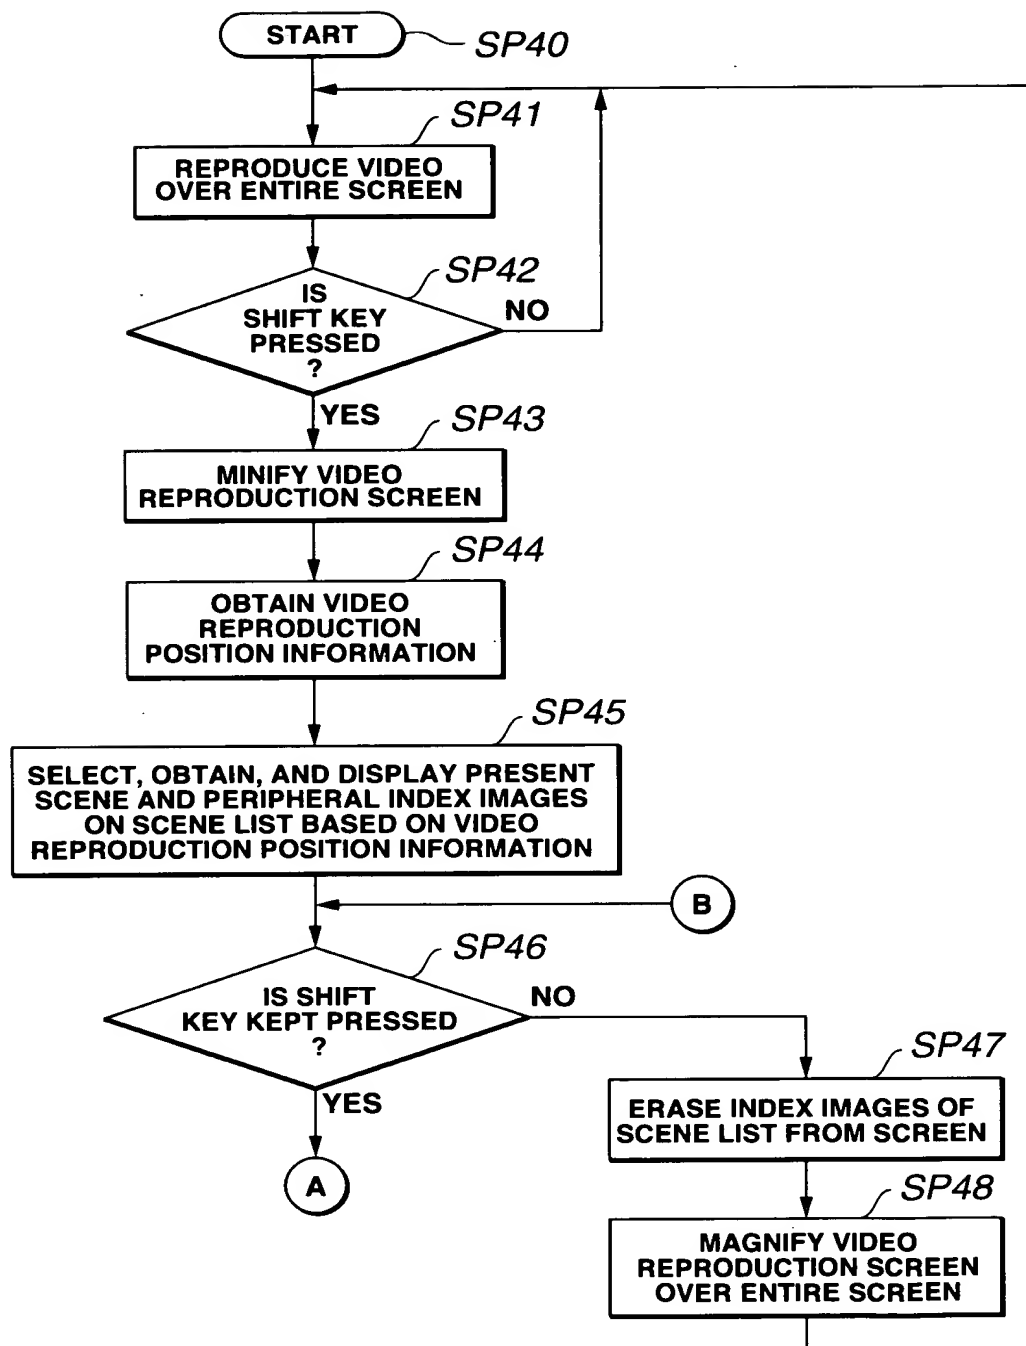 START
SP40
SP41
REPRODUCE VIDEO
OVER ENTIRE SCREEN
SP42
IS
SHIFT KEY
PRESSED
?
NO
YES
SP43
MINIFY VIDEO
REPRODUCTION SCREEN
SP44
OBTAIN VIDEO
REPRODUCTION
POSITION INFORMATION
SP45
SELECT, OBTAIN, AND DISPLAY PRESENT
SCENE AND PERIPHERAL INDEX IMAGES
ON SCENE LIST BASED ON VIDEO
REPRODUCTION POSITION INFORMATION
B
SP46
IS SHIFT
KEY KEPT PRESSED
?
NO
YES
A
SP47
ERASE INDEX IMAGES OF
SCENE LIST FROM SCREEN
SP48
MAGNIFY VIDEO
REPRODUCTION SCREEN
OVER ENTIRE SCREEN